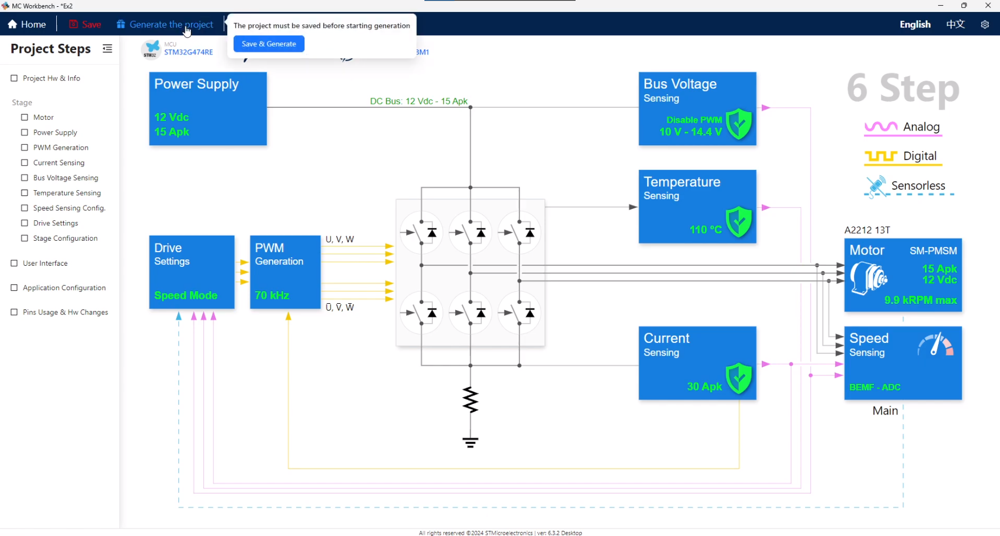 MC Workbench - *Ex2
Home
Save
Generate the project
The project must be saved before starting generation
Save & Generate
English
中文
Project Steps
STM32
MCU
STM32G474RE
3M1
Project Hw & Info
Stage
Motor
Power Supply
PWM Generation
Current Sensing
Bus Voltage Sensing
Temperature Sensing
Speed Sensing Config.
Drive Settings
Stage Configuration
User Interface
Application Configuration
Pins Usage & Hw Changes
Power Supply
12 Vdc
15 Apk
DC Bus: 12 Vdc - 15 Apk
Bus Voltage
Sensing
Disable PWM
10 V - 14.4 V
6 Step
Analog
Digital
Sensorless
Temperature
Sensing
110 °C
Drive
Settings
Speed Mode
PWM
Generation
70 kHz
U, V, W
Ū, V̄, W̄
A2212 13T
Motor
SM-PMSM
15 Apk
12 Vdc
9.9 kRPM max
Current
Sensing
30 Apk
Speed
Sensing
BEMF - ADC
Main
All rights reserved ©2024 STMicroelectronics | ver: 6.3.2 Desktop